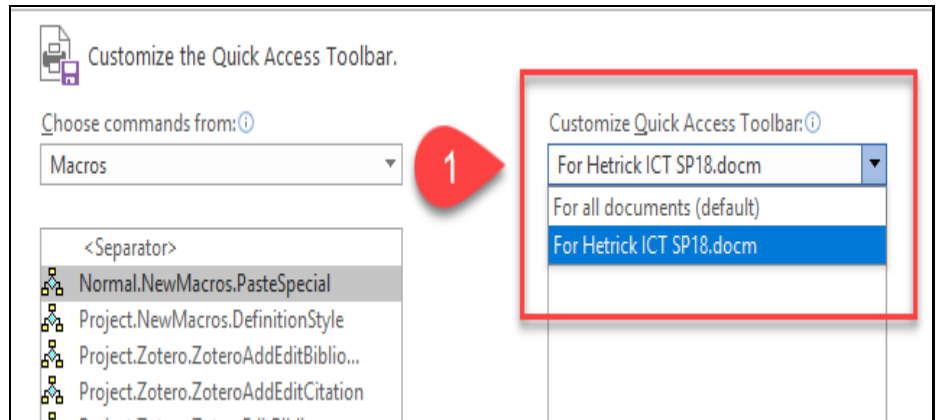 Customize the Quick Access Toolbar.
Choose commands from:
Customize Quick Access Toolbar:
Macros
1
For Hetrick ICT SP18.docm
For all documents (default)
For Hetrick ICT SP18.docm
<Separator>
Normal.NewMacros.PasteSpecial
Project.NewMacros.DefinitionStyle
Project.Zotero.ZoteroAddEditBiblio...
Project.Zotero.ZoteroAddEditCitation